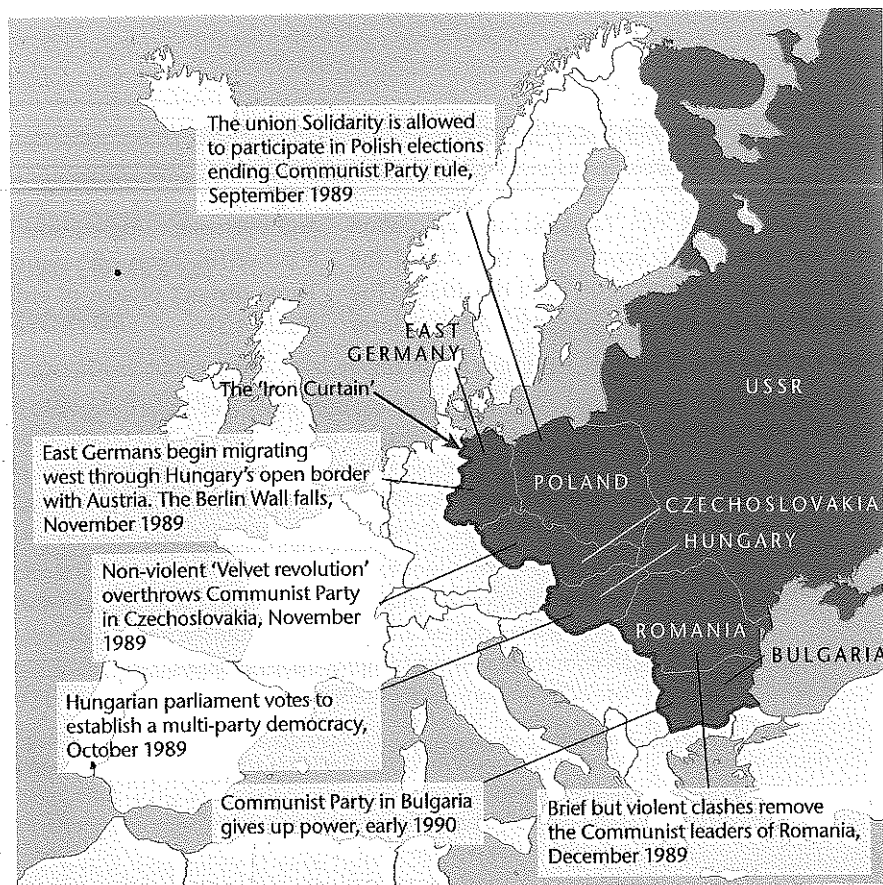 The union Solidarity is allowed
to participate in Polish elections
ending Communist Party rule,
September 1989
EAST
GERMANY
The 'Iron Curtain'
USSR
East Germans begin migrating
west through Hungary's open border
with Austria. The Berlin Wall falls,
November 1989
POLAND
CZECHOSLOVAKIA
HUNGARY
Non-violent 'Velvet revolution'
overthrows Communist Party
in Czechoslovakia, November
1989
ROMANIA
BULGARIA
Hungarian parliament votes to
establish a multi-party democracy,
October 1989
Communist Party in Bulgaria
gives up power, early 1990
Brief but violent clashes remove
the Communist leaders of Romania,
December 1989